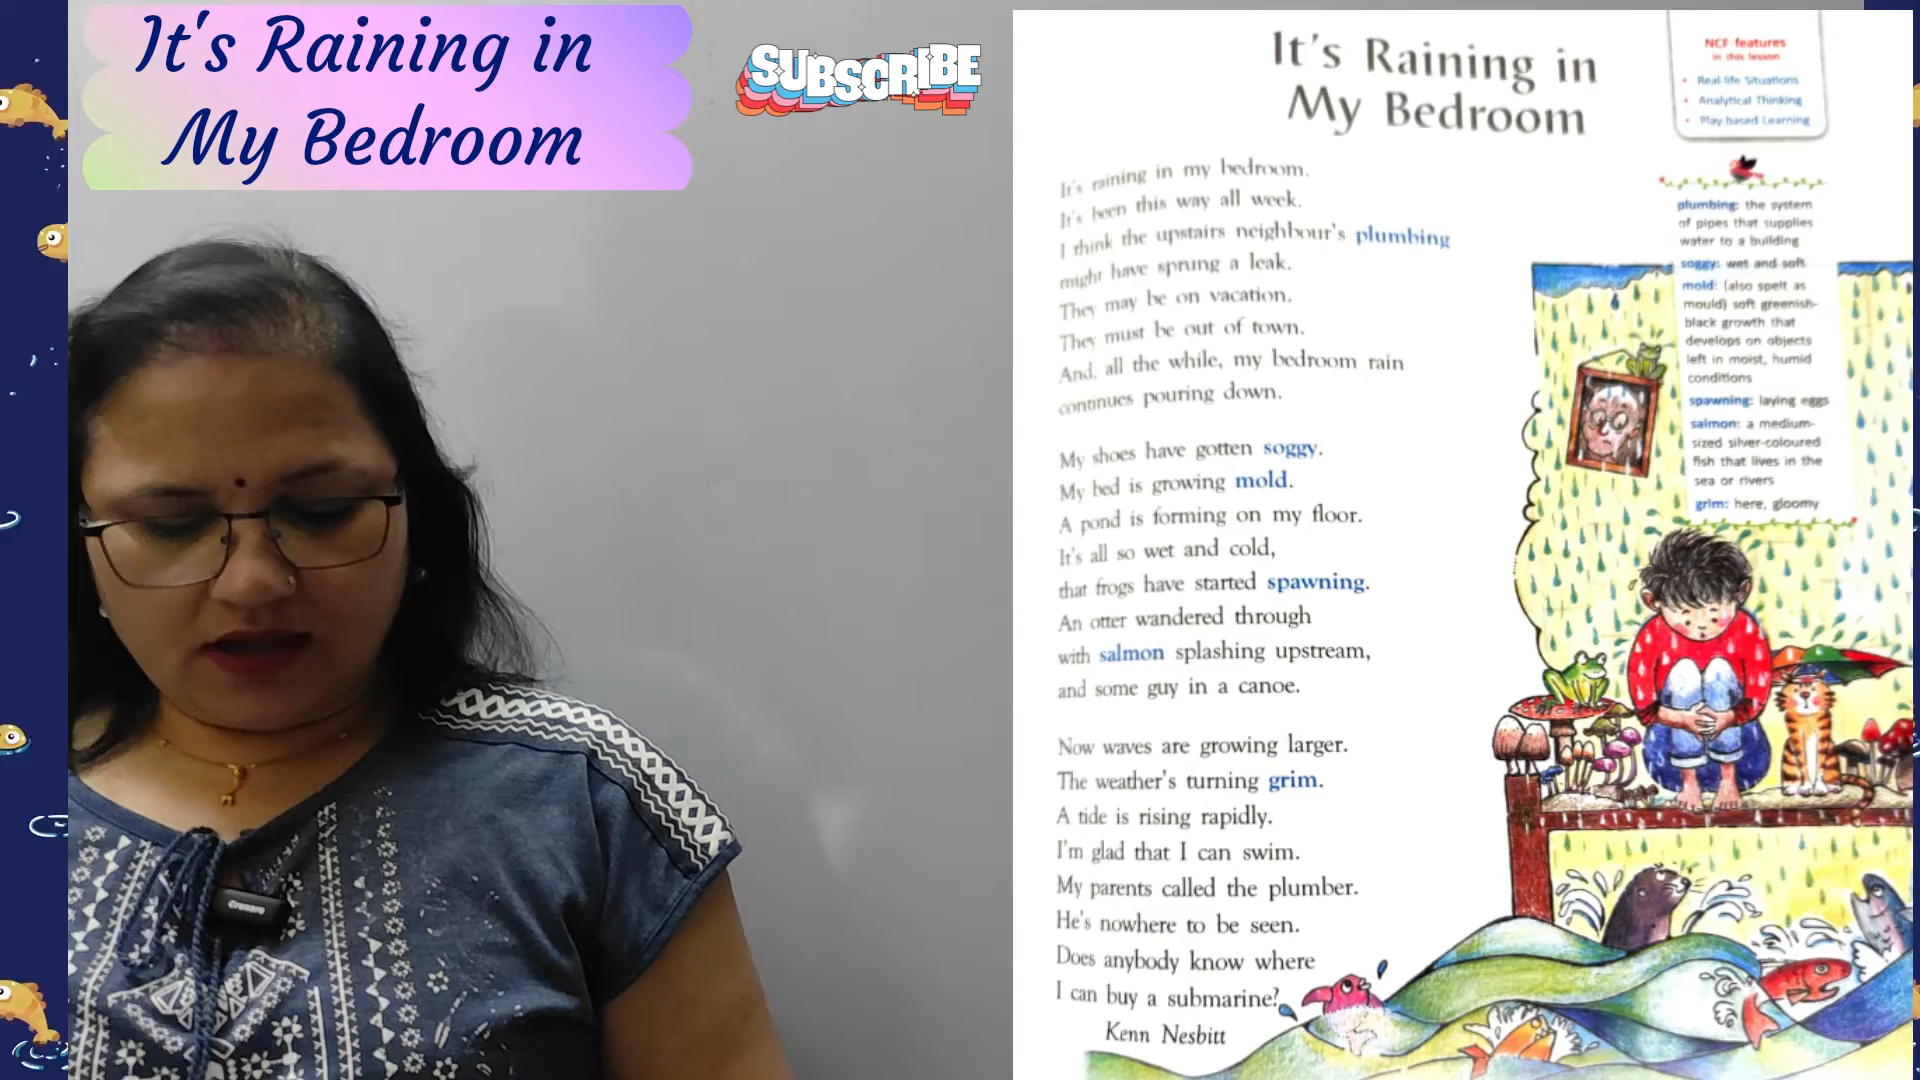 It's Raining in
My Bedroom
SUBSCRIBE
It's Raining in
My Bedroom
NCF features
in this lesson
• Real-life Situations
• Analytical Thinking
• Play-based Learning
It's raining in my bedroom.
It's been this way all week.
I think the upstairs neighbour's plumbing
might have sprung a leak.
They may be on vacation.
They must be out of town.
And, all the while, my bedroom rain
continues pouring down.
My shoes have gotten soggy.
My bed is growing mold.
A pond is forming on my floor.
It's all so wet and cold,
that frogs have started spawning.
An otter wandered through
with salmon splashing upstream,
and some guy in a canoe.
Now waves are growing larger.
The weather's turning grim.
A tide is rising rapidly.
I'm glad that I can swim.
My parents called the plumber.
He's nowhere to be seen.
Does anybody know where
I can buy a submarine?
Kenn Nesbitt
plumbing: the system
of pipes that supplies
water to a building
soggy: wet and soft
mold: (also spelt as
mould) soft greenish-
black growth that
develops on objects
left in moist, humid
conditions
spawning: laying eggs
salmon: a medium-
sized silver-coloured
fish that lives in the
sea or rivers
grim: here, gloomy